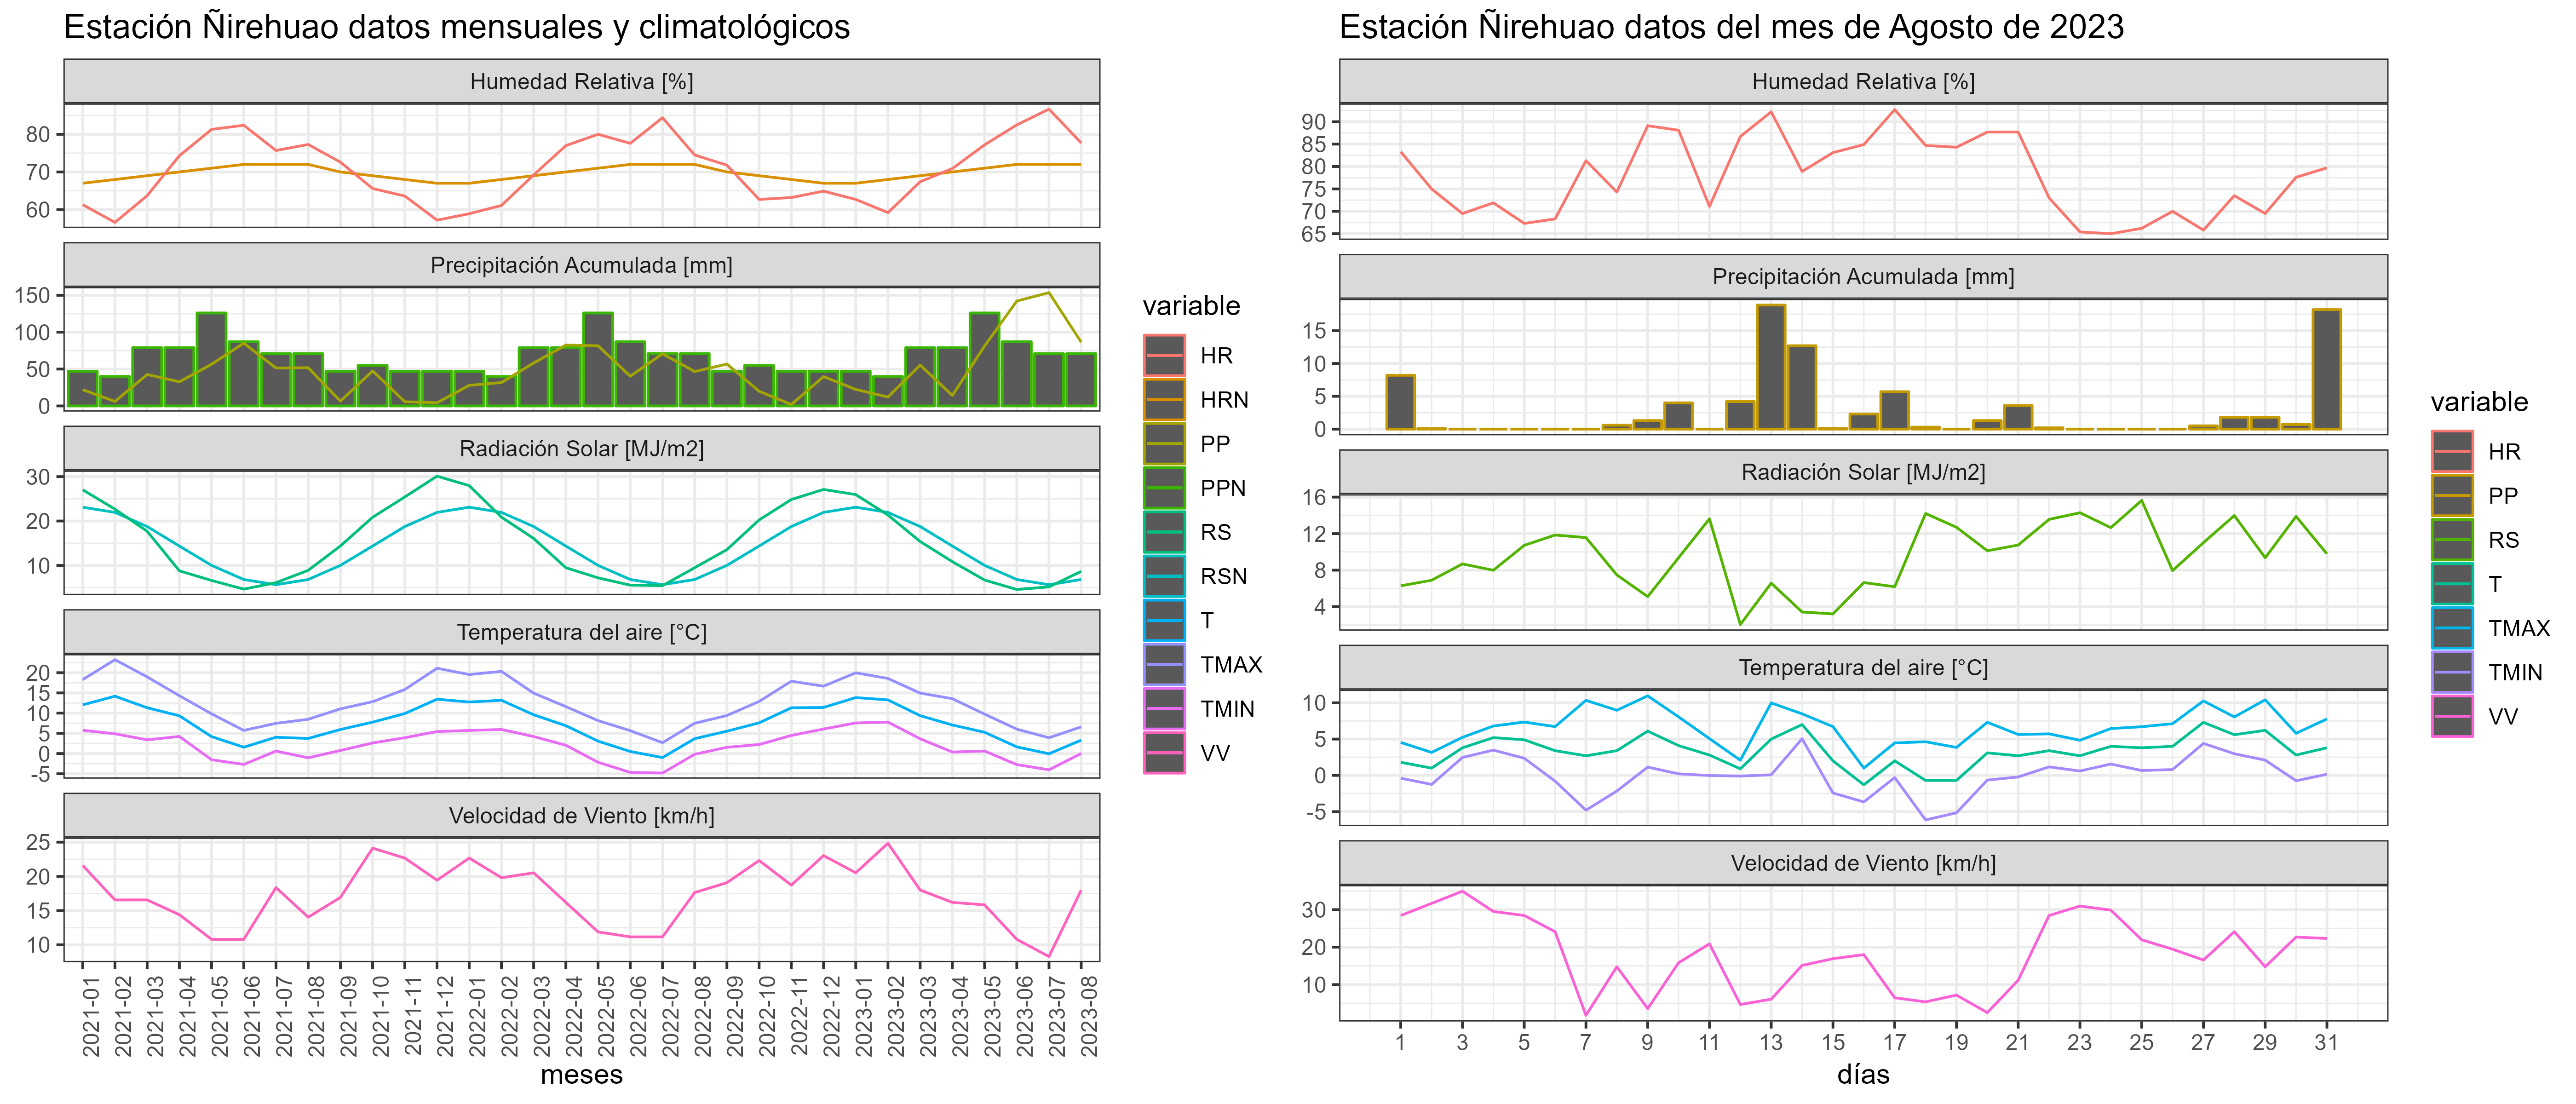 Estación Ñirehuao datos mensuales y climatológicos
Humedad Relativa [%]
80
70
60
Precipitación Acumulada [mm]
150
100
50
0
Radiación Solar [MJ/m2]
30
20
10
Temperatura del aire [°C]
20
15
10
5
0
-5
Velocidad de Viento [km/h]
25
20
15
10
2021-01
2021-02
2021-03
2021-04
2021-05
2021-06
2021-07
2021-08
2021-09
2021-10
2021-11
2021-12
2022-01
2022-02
2022-03
2022-04
2022-05
2022-06
2022-07
2022-08
2022-09
2022-10
2022-11
2022-12
2023-01
2023-02
2023-03
2023-04
2023-05
2023-06
2023-07
2023-08
meses
variable
HR
HRN
PP
PPN
RS
RSN
T
TMAX
TMIN
VV
Estación Ñirehuao datos del mes de Agosto de 2023
Humedad Relativa [%]
90
85
80
75
70
65
Precipitación Acumulada [mm]
15
10
5
0
Radiación Solar [MJ/m2]
16
12
8
4
Temperatura del aire [°C]
10
5
0
-5
Velocidad de Viento [km/h]
30
20
10
1 3 5 7 9 11 13 15 17 19 21 23 25 27 29 31
días
variable
HR
PP
RS
T
TMAX
TMIN
VV